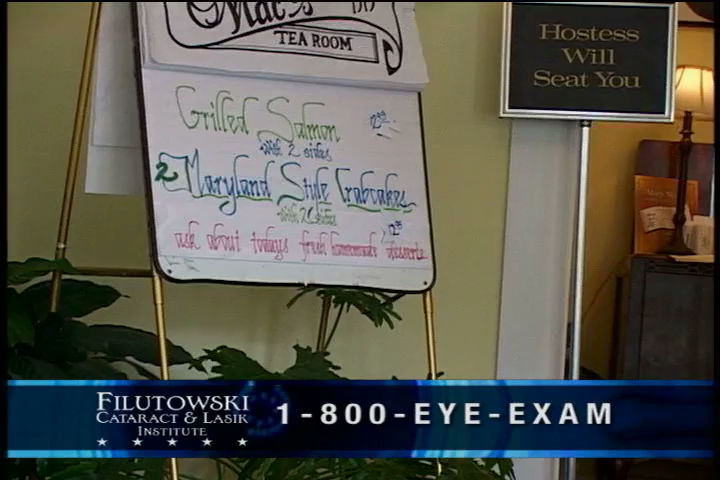 TEA ROOM
Hostess
Will
Seat You
Grilled Salmon
with 2 sides
2 Maryland Style Crabcakes
with 2 sides
ask about todays fresh homemade desserts
FILUTOWSKI
CATARACT & LASIK
INSTITUTE
1-800-EYE-EXAM